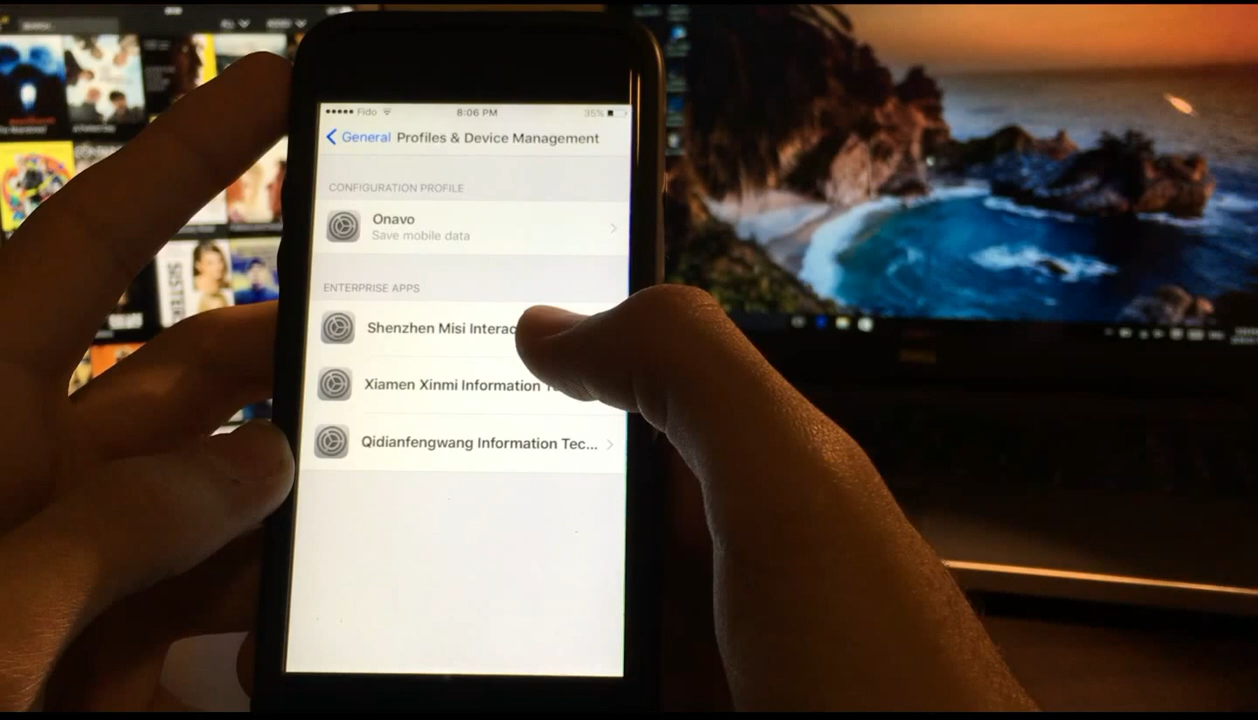 Fido 8:06 PM 35%
General Profiles & Device Management
CONFIGURATION PROFILE
Onavo
Save mobile data
ENTERPRISE APPS
Shenzhen Misi Interac
Xiamen Xinmi Information
Qidianfengwang Information Tec...